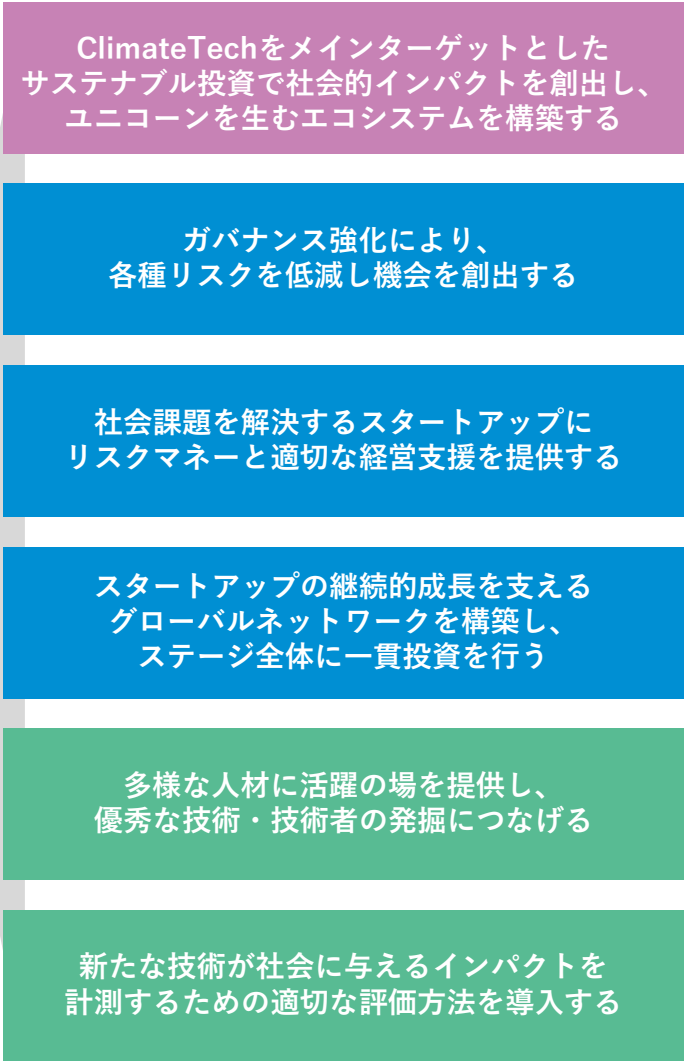 ClimateTechをメインターゲットとした
サステナブル投資で社会的インパクトを創出し、
ユニコーンを生むエコシステムを構築する
ガバナンス強化により、
各種リスクを低減し機会を創出する
社会課題を解決するスタートアップに
リスクマネーと適切な経営支援を提供する
スタートアップの継続的成長を支える
グローバルネットワークを構築し、
ステージ全体に一貫投資を行う
多様な人材に活躍の場を提供し、
優秀な技術・技術者の発掘につなげる
新たな技術が社会に与えるインパクトを
計測するための適切な評価方法を導入する